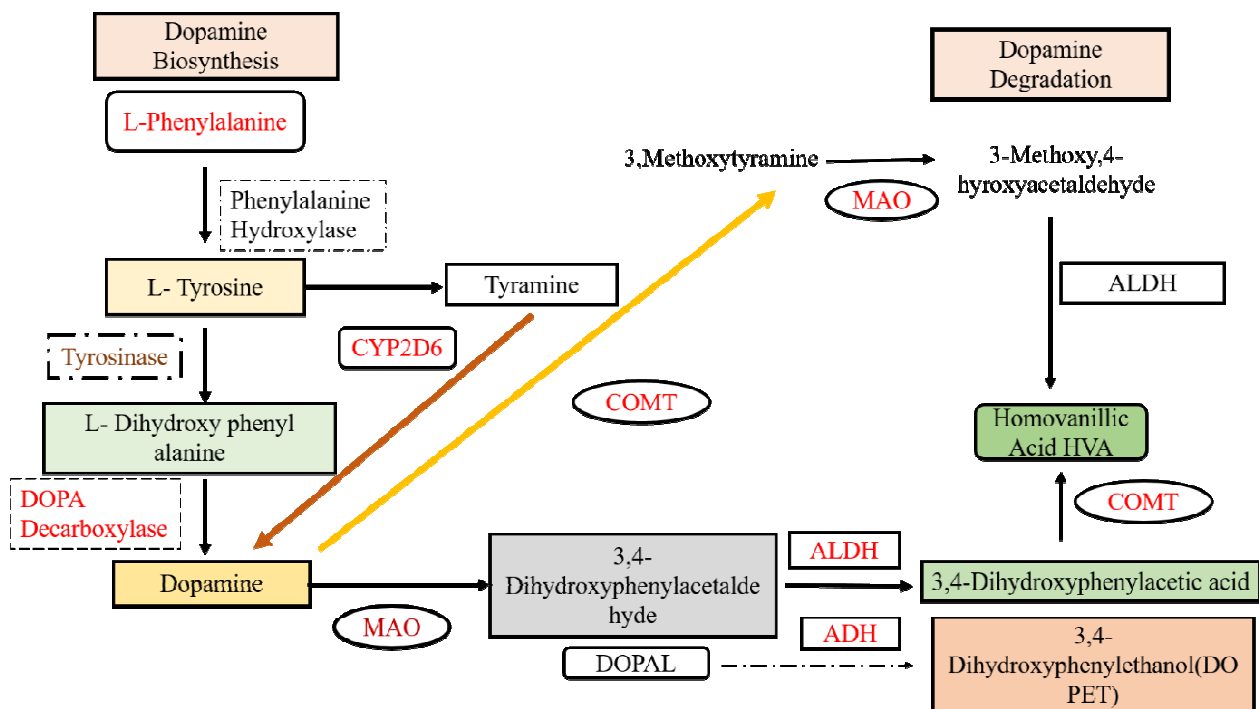 Dopamine
Biosynthesis
L-Phenylalanine
Phenylalanine
Hydroxylase
L- Tyrosine
Tyramine
Tyrosinase
CYP2D6
L- Dihydroxy phenyl
alanine
DOPA
Decarboxylase
Dopamine
MAO
COMT
3,4-
Dihydroxyphenylacetalde
hyde
DOPAL
ALDH
ADH
Dopamine
Degradation
3,Methoxytyramine
MAO
3-Methoxy,4-
hyroxyacetaldehyde
ALDH
Homovanillic
Acid HVA
COMT
3,4-Dihydroxyphenylacetic acid
3,4-
Dihydroxyphenylethanol(DO
PET)